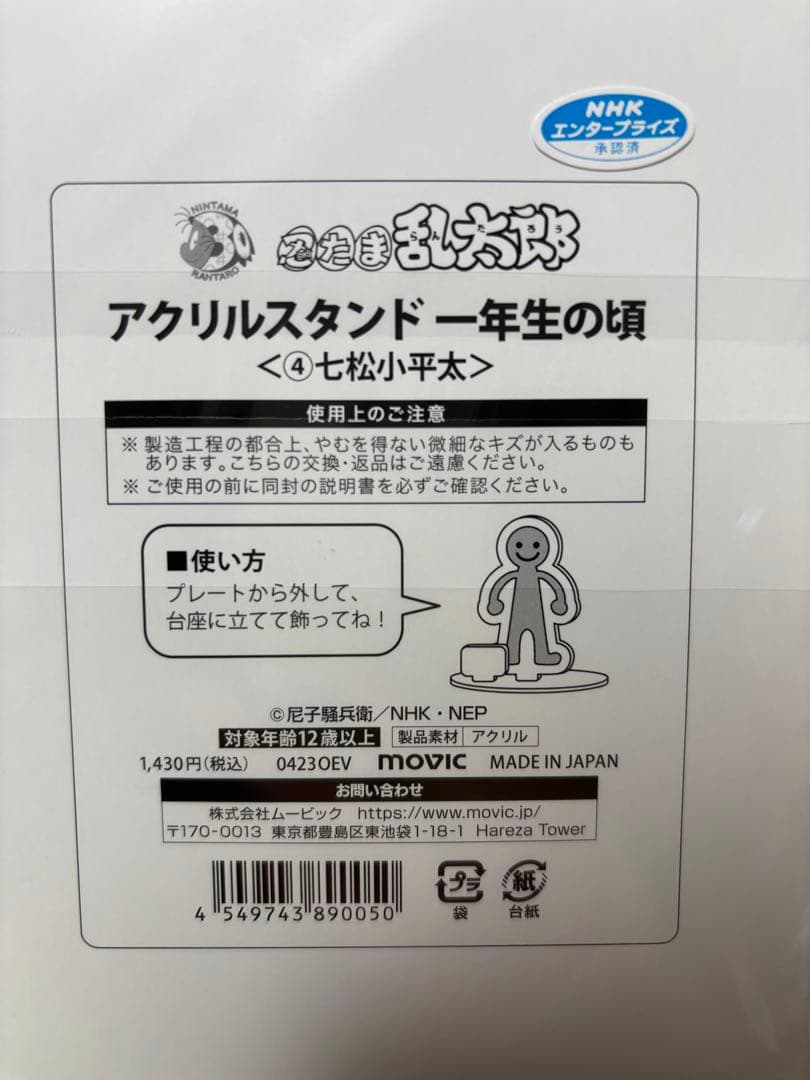 NHK
エンタープライズ
承認済
NINTAMA
RANTARO
忍たま乱太郎
らんたろう
アクリルスタンド 一年生の頃
＜④七松小平太＞
使用上のご注意
※ 製造工程の都合上、やむを得ない微細なキズが入るものも
あります。こちらの交換・返品はご遠慮ください。
※ ご使用の前に同封の説明書を必ずご確認ください。
■使い方
プレートから外して、
台座に立てて飾ってね！
©尼子騒兵衛／NHK・NEP
対象年齢12歳以上 製品素材 アクリル
1,430円（税込） 0423OEV movic MADE IN JAPAN
お問い合わせ
株式会社ムービック https://www.movic.jp/
〒170-0013 東京都豊島区東池袋1-18-1 Hareza Tower
4 549743 890050
プラ 紙
袋 台紙